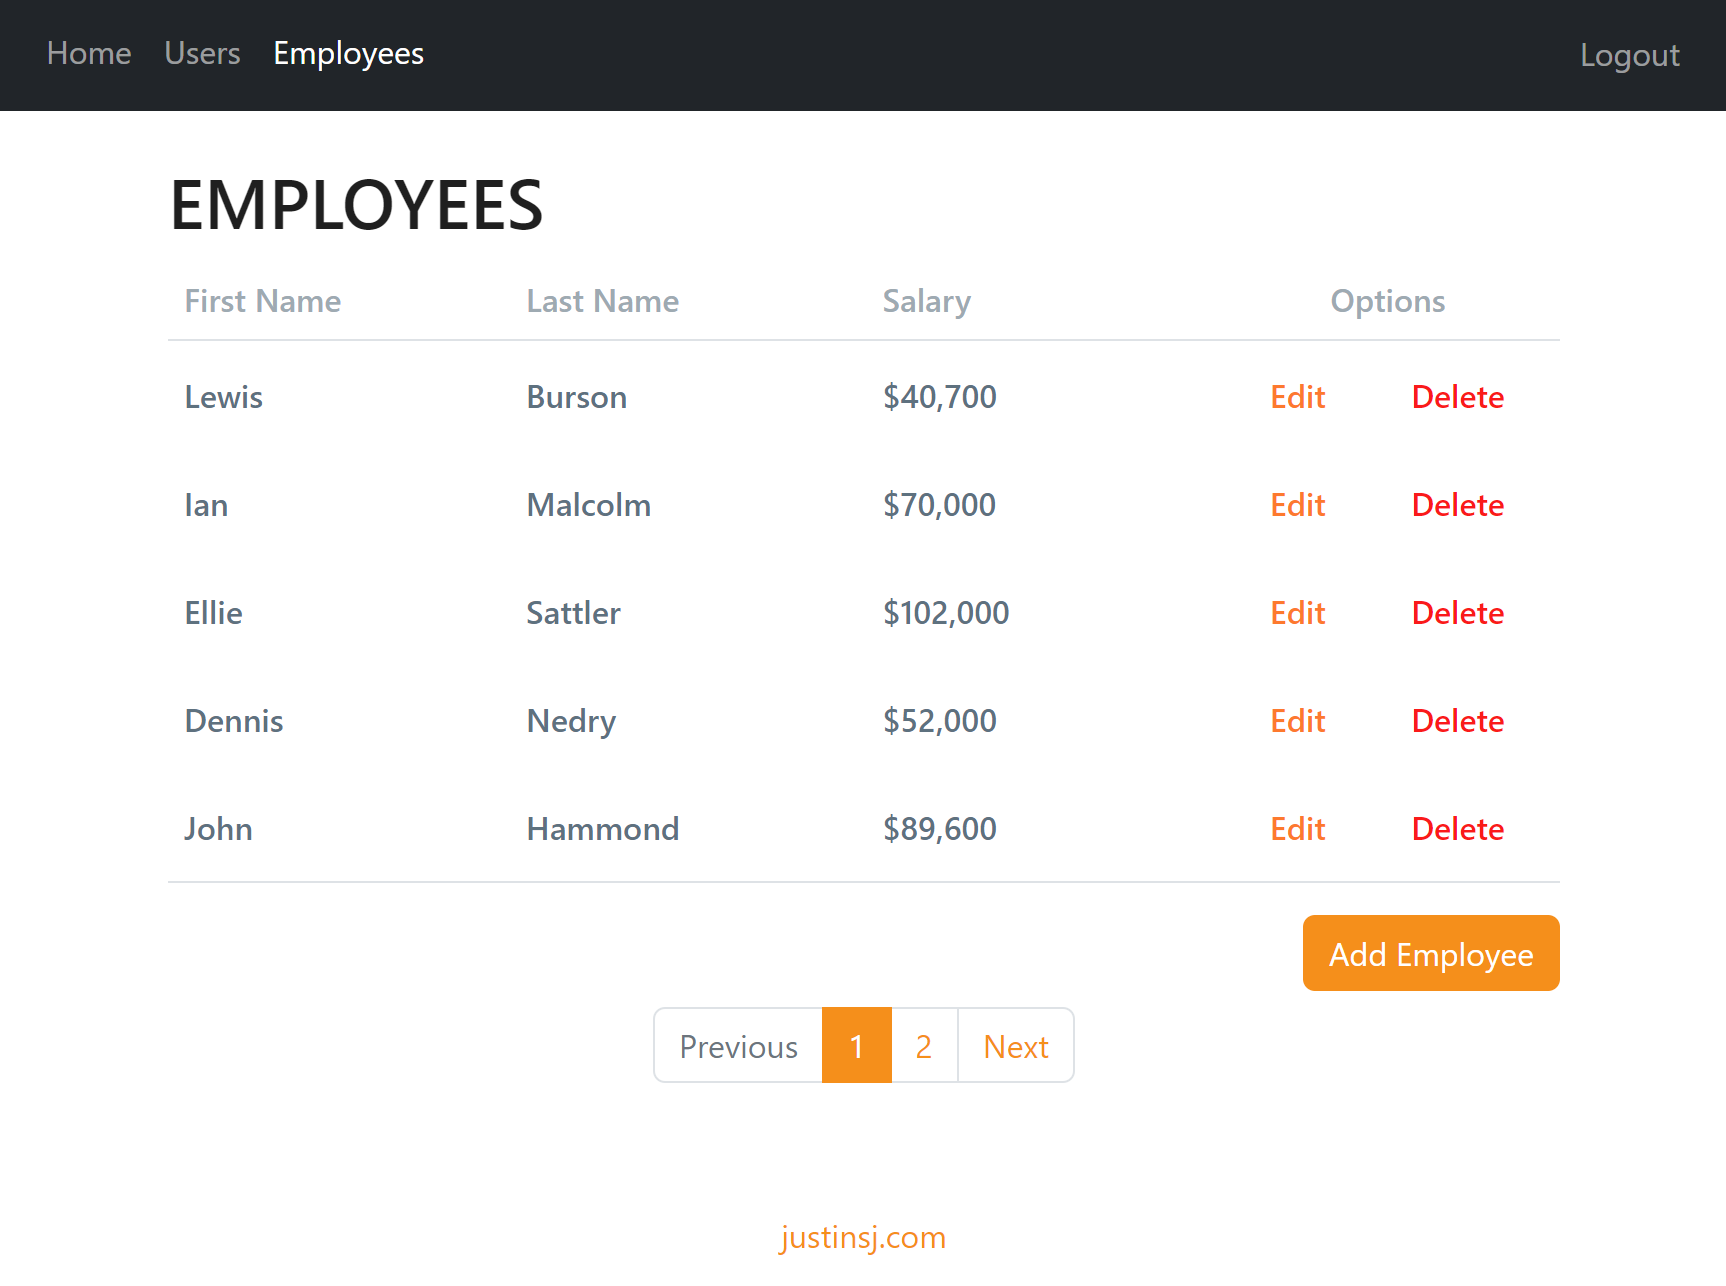 Home Users Employees Logout
EMPLOYEES
First Name Last Name Salary Options
Lewis Burson $40,700 Edit Delete
Ian Malcolm $70,000 Edit Delete
Ellie Sattler $102,000 Edit Delete
Dennis Nedry $52,000 Edit Delete
John Hammond $89,600 Edit Delete
Add Employee
Previous 1 2 Next
justinsj.com